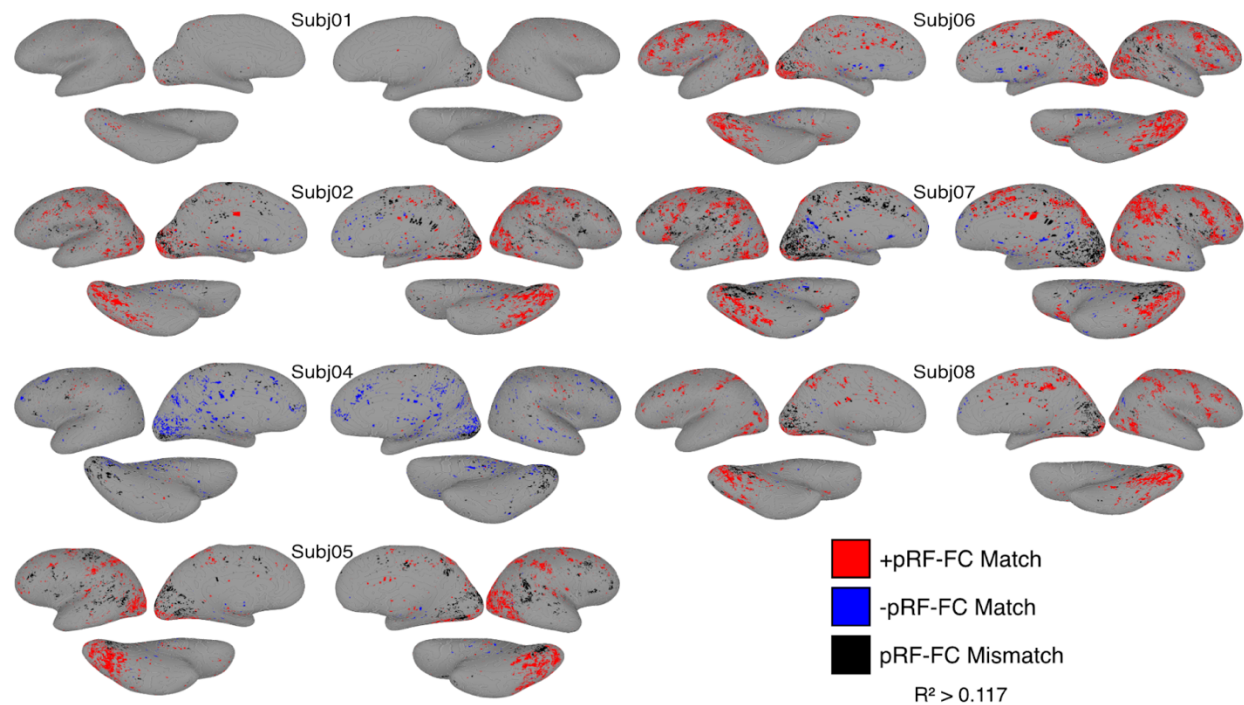 Subj01
Subj06
Subj02
Subj07
Subj04
Subj08
Subj05
+pRF-FC Match
-pRF-FC Match
pRF-FC Mismatch
R² > 0.117